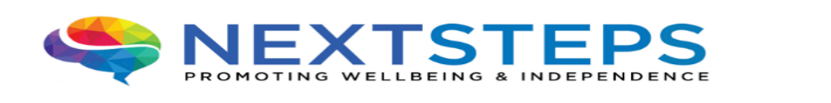 NEXTSTEPS
PROMOTING WELLBEING & INDEPENDENCE